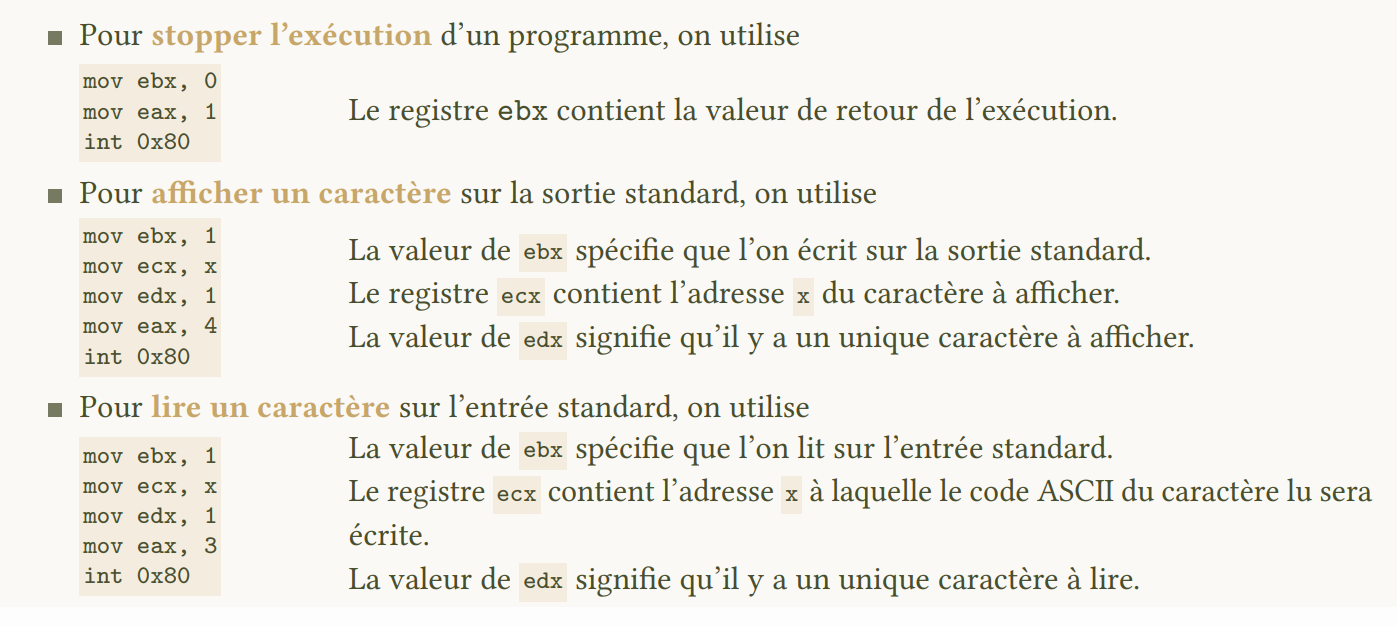 Pour stopper l’exécution d’un programme, on utilise
mov ebx, 0
mov eax, 1
int 0x80
Le registre ebx contient la valeur de retour de l’exécution.
Pour afficher un caractère sur la sortie standard, on utilise
mov ebx, 1
mov ecx, x
mov edx, 1
mov eax, 4
int 0x80
La valeur de ebx spécifie que l’on écrit sur la sortie standard.
Le registre ecx contient l’adresse x du caractère à afficher.
La valeur de edx signifie qu’il y a un unique caractère à afficher.
Pour lire un caractère sur l’entrée standard, on utilise
mov ebx, 1
mov ecx, x
mov edx, 1
mov eax, 3
int 0x80
La valeur de ebx spécifie que l’on lit sur l’entrée standard.
Le registre ecx contient l’adresse x à laquelle le code ASCII du caractère lu sera
écrite.
La valeur de edx signifie qu’il y a un unique caractère à lire.